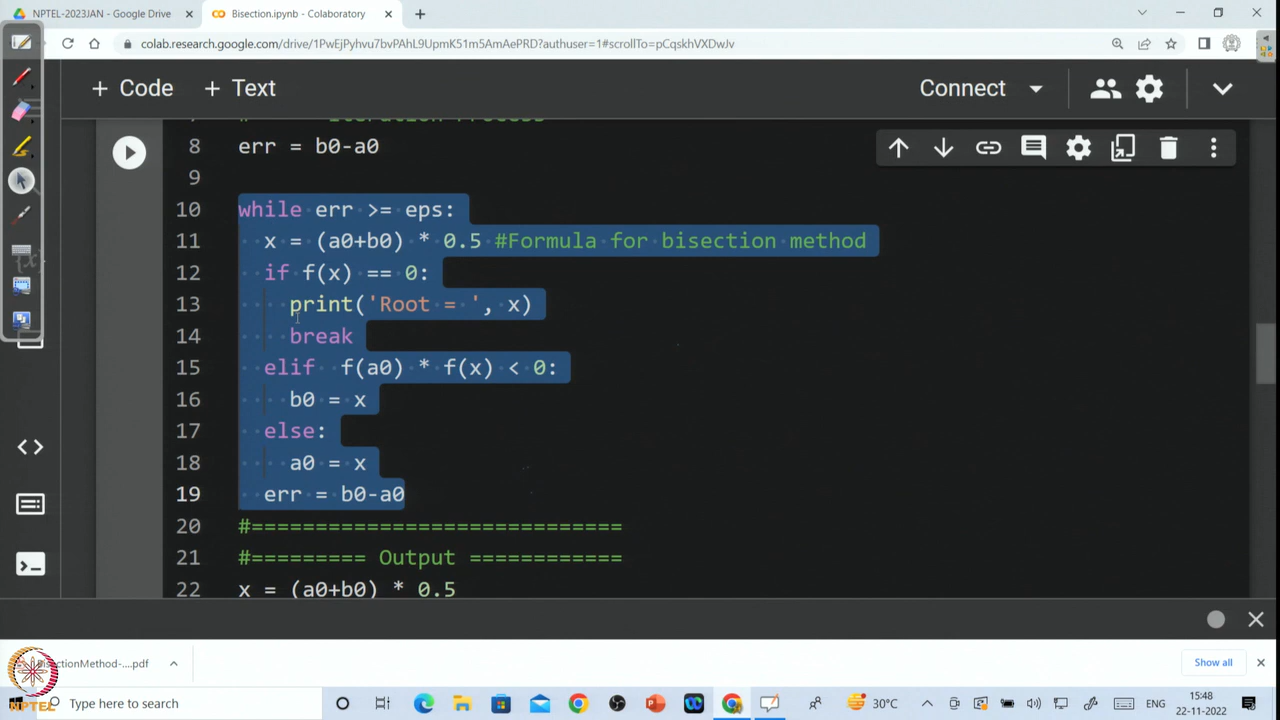 NPTEL-2023JAN - Google Drive
Bisection.ipynb - Colaboratory
colab.research.google.com/drive/1PwEjPyhvu7bvPAhL9UpmK51m5AmAePRD?authuser=1#scrollTo=pCqskhVXDwJv
+ Code + Text
Connect
8 err = b0-a0
9
10 while err >= eps:
11 x = (a0+b0) * 0.5 #Formula for bisection method
12 if f(x) == 0:
13 print('Root = ', x)
14 break
15 elif f(a0) * f(x) < 0:
16 b0 = x
17 else:
18 a0 = x
19 err = b0-a0
20 #=============================
21 #========= Output ============
22 x = (a0+b0) * 0.5
BisectionMethod-....pdf
Show all
NPTEL
Type here to search
30°C
ENG
15:48
22-11-2022